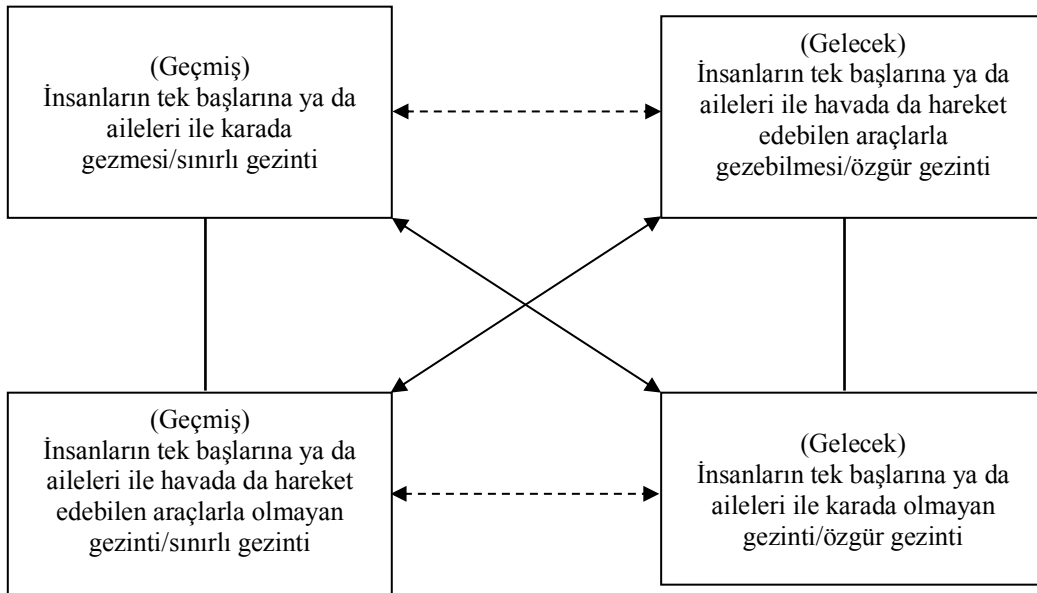 (Geçmiş)
İnsanların tek başlarına ya da
aileleri ile karada
gezmesi/sınırlı gezinti
(Gelecek)
İnsanların tek başlarına ya da
aileleri ile havada da hareket
edebilen araçlarla
gezebilmesi/özgür gezinti
(Geçmiş)
İnsanların tek başlarına ya da
aileleri ile havada da hareket
edebilen araçlarla olmayan
gezinti/sınırlı gezinti
(Gelecek)
İnsanların tek başlarına ya da
aileleri ile karada olmayan
gezinti/özgür gezinti